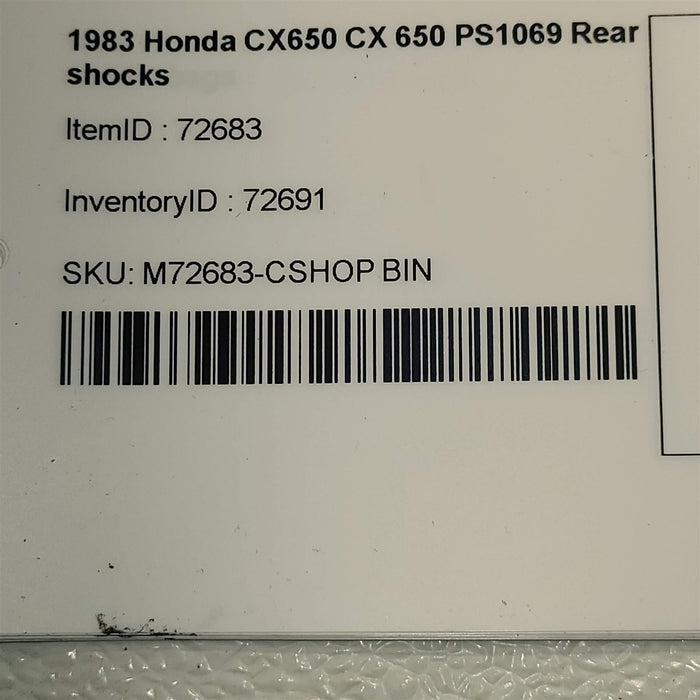 1983 Honda CX650 CX 650 PS1069 Rear
shocks
ItemID : 72683
InventoryID : 72691
SKU: M72683-CSHOP BIN